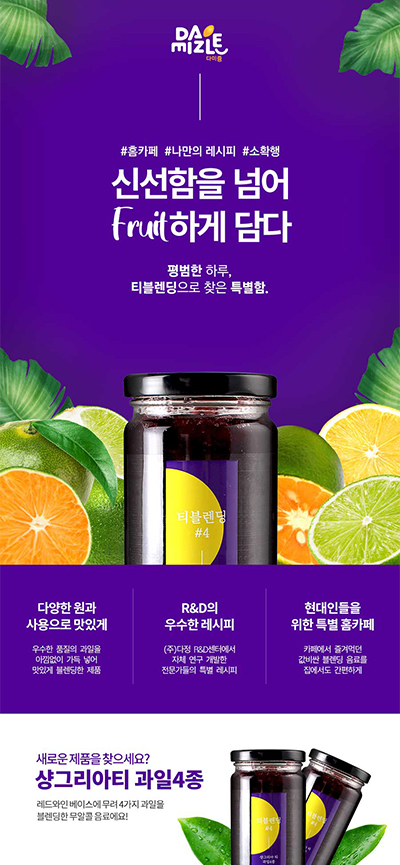 DA
MIZLE
다미즐
#홈카페 #나만의 레시피 #소확행
신선함을 넘어
Fruit하게 담다
평범한 하루,
티블렌딩으로 찾은 특별함.
티블렌딩
#4
다양한 원과
사용으로 맛있게
우수한 품질의 과일을
아낌없이 가득 넣어
맛있게 블렌딩한 제품
R&D의
우수한 레시피
(주)다정 R&D센터에서
자체 연구 개발한
전문가들의 특별 레시피
현대인들을
위한 특별 홈카페
카페에서 즐겨먹던
값비싼 블렌딩 음료를
집에서도 간편하게
새로운 제품을 찾으세요?
샹그리아티 과일4종
레드와인 베이스에 무려 4가지 과일을
블렌딩한 무알콜 음료에요!
티블렌딩
#4
샹그리아 티
과일4종